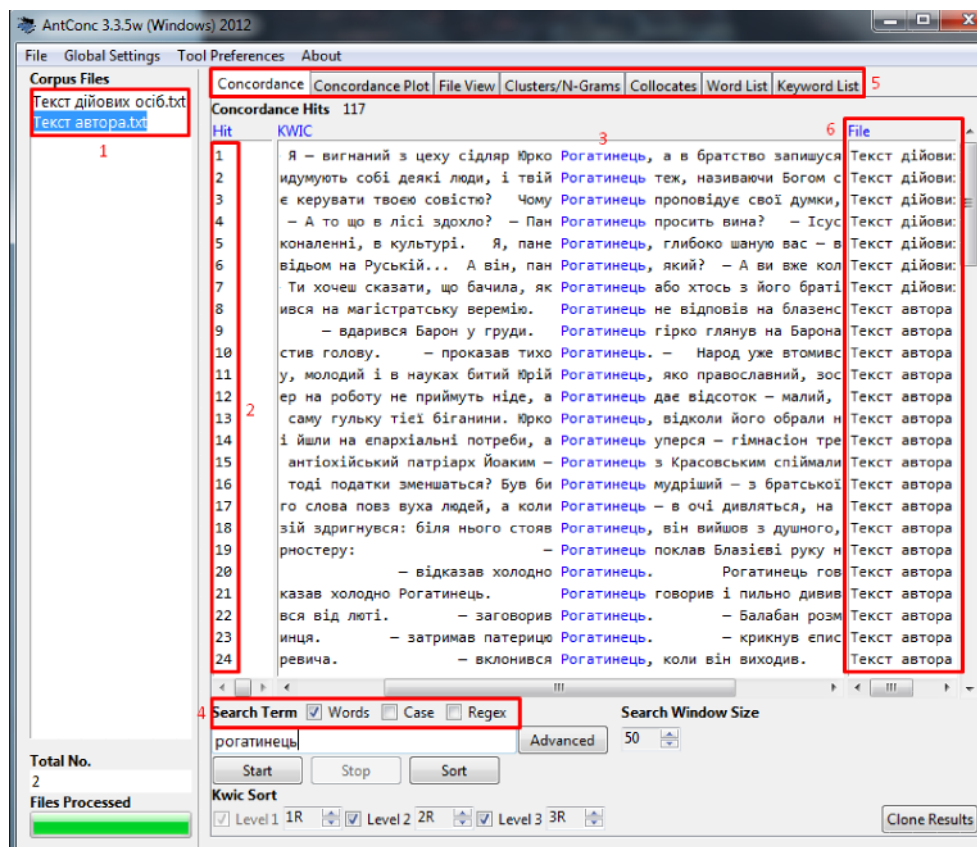 AntConc 3.3.5w (Windows) 2012
File Global Settings Tool Preferences About
Corpus Files
Текст дійових осіб.txt
Текст автора.txt
1
Concordance Concordance Plot File View Clusters/N-Grams Collocates Word List Keyword List 5
Concordance Hits 117
3 6
Hit KWIC File
1 Я – вигнаний з цеху сідляр Юрко Рогатинець, а в братство запишуся Текст дійови
2 идумують собі деякі люди, і твій Рогатинець теж, називаючи Богом с Текст дійови
3 є керувати твоєю совістю? Чому Рогатинець проповідує свої думки, Текст дійови
4 – А то що в лісі здохло? – Пан Рогатинець просить вина? – Ісус Текст дійови
5 коналенні, в культурі. Я, пане Рогатинець, глибоко шаную вас – в Текст дійови
6 відьом на Руській... А він, пан Рогатинець, який? – А ви вже кол Текст дійови
7 Ти хочеш сказати, що бачила, як Рогатинець або хтось з його браті Текст дійови
8 ився на магістратську веремію. Рогатинець не відповів на блазенс Текст автора
9 – вдарився Барон у груди. Рогатинець гірко глянув на Барона Текст автора
10 стив голову. – проказав тихо Рогатинець. – Народ уже втомивс Текст автора
11 у, молодий і в науках битий Юрій Рогатинець, яко православний, зос Текст автора
12 ер на роботу не приймуть ніде, а Рогатинець дає відсоток – малий, Текст автора
13 саму гульку тієї біганини. Юрко Рогатинець, відколи його обрали н Текст автора
2
14 і йшли на єпархіальні потреби, а Рогатинець уперся – гімнасіон тре Текст автора
15 антіохійський патріарх Йоаким – Рогатинець з Красовським спіймали Текст автора
16 тоді податки зменшаться? Був би Рогатинець мудріший – з братської Текст автора
17 го слова повз вуха людей, а коли Рогатинець – в очі дивляться, на Текст автора
18 зій здригнувся: біля нього стояв Рогатинець, він вийшов з душного, Текст автора
19 рностеру: – Рогатинець поклав Блазієві руку н Текст автора
20 – відказав холодно Рогатинець. Рогатинець гов Текст автора
21 казав холодно Рогатинець. Рогатинець говорив і пильно дивив Текст автора
22 вся від люті. – заговорив Рогатинець. – Балабан розм Текст автора
23 инця. – затримав патерицю Рогатинець. – крикнув єпис Текст автора
24 ревича. – вклонився Рогатинець, коли він виходив. Текст автора
4 Search Term Words Case Regex Search Window Size
рогатинець Advanced 50
Start Stop Sort
Kwic Sort
Level 1 1R Level 2 2R Level 3 3R Clone Results
Total No.
2
Files Processed